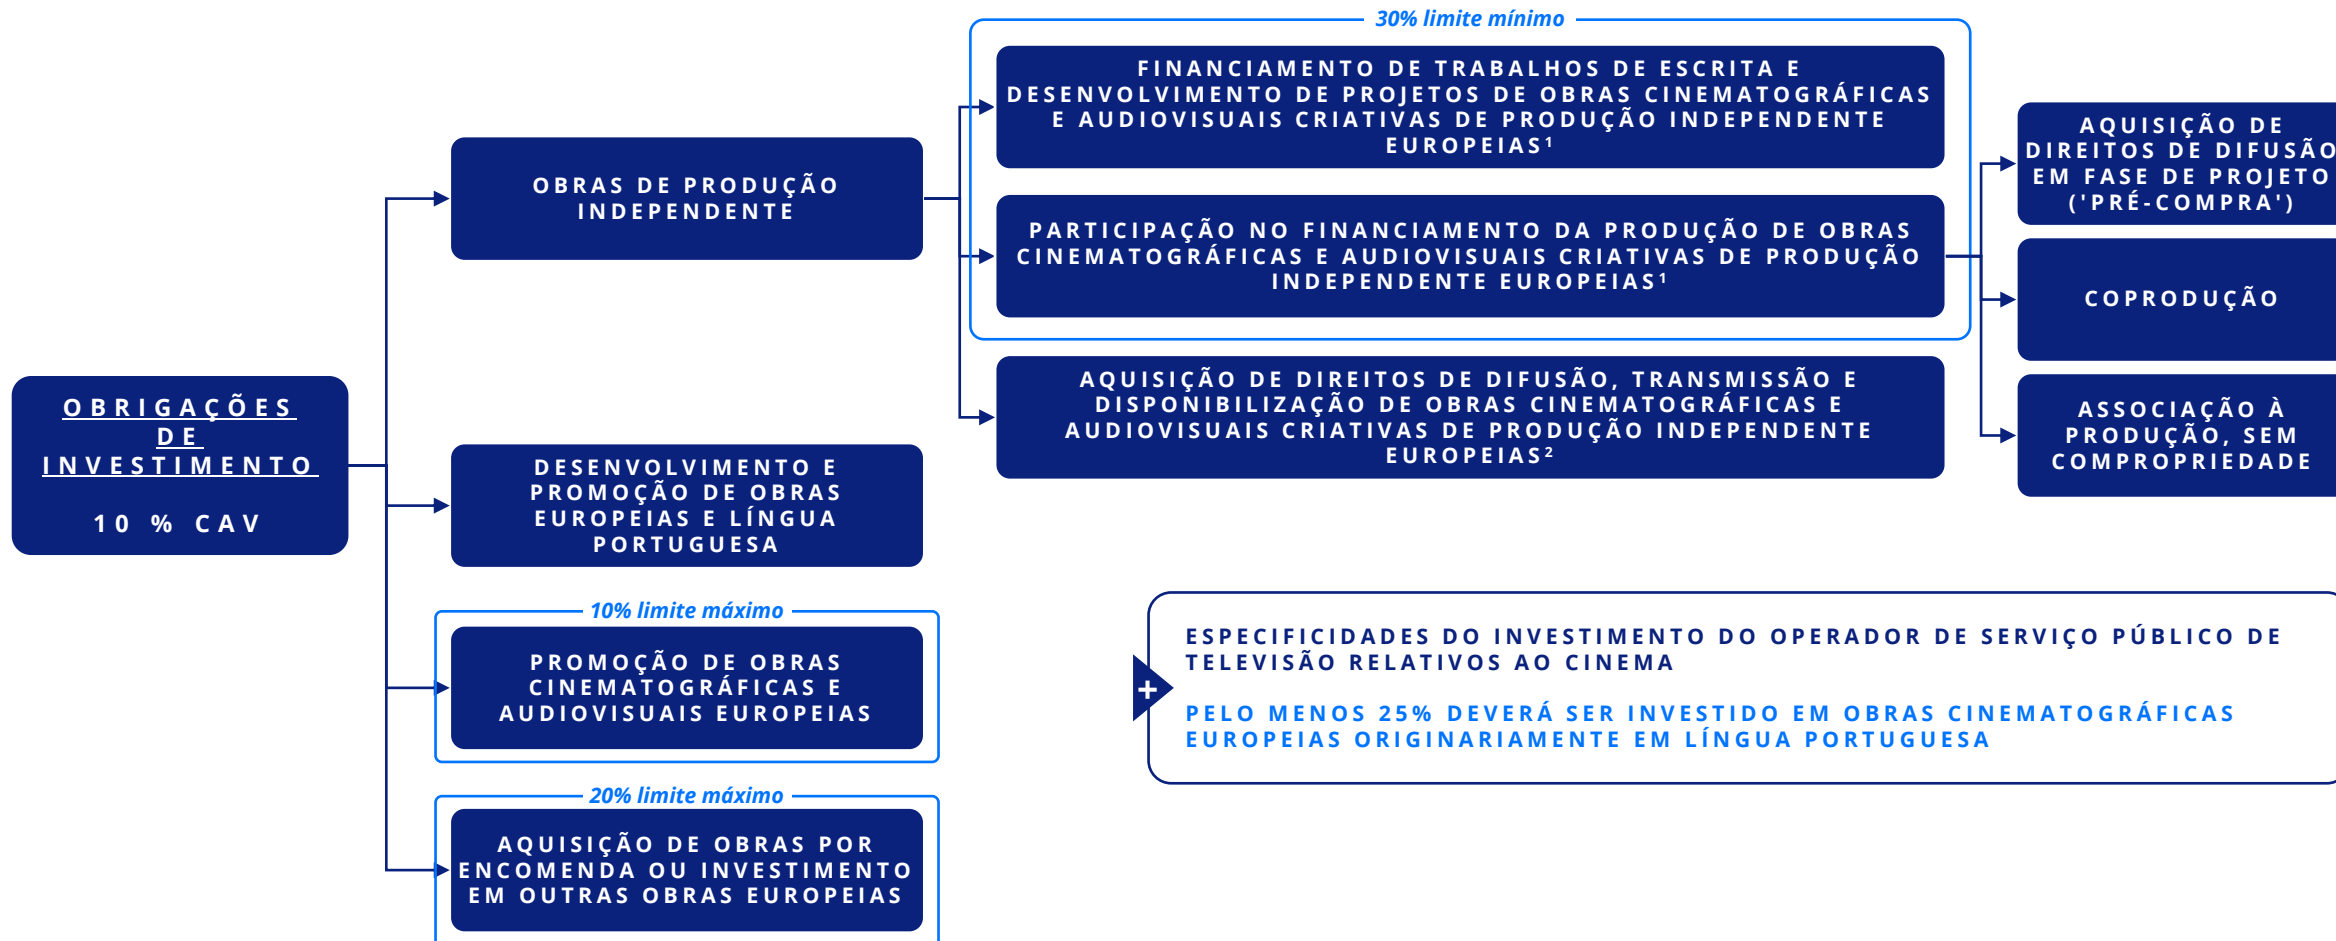 OBRIGAÇÕES
DE
INVESTIMENTO
10 % CAV
OBRAS DE PRODUÇÃO
INDEPENDENTE
DESENVOLVIMENTO E
PROMOÇÃO DE OBRAS
EUROPEIAS E LÍNGUA
PORTUGUESA
10% limite máximo
PROMOÇÃO DE OBRAS
CINEMATOGRÁFICAS E
AUDIOVISUAIS EUROPEIAS
20% limite máximo
AQUISIÇÃO DE OBRAS POR
ENCOMENDA OU INVESTIMENTO
EM OUTRAS OBRAS EUROPEIAS
30% limite mínimo
FINANCIAMENTO DE TRABALHOS DE ESCRITA E
DESENVOLVIMENTO DE PROJETOS DE OBRAS CINEMATOGRÁFICAS
E AUDIOVISUAIS CRIATIVAS DE PRODUÇÃO INDEPENDENTE
EUROPEIAS¹
PARTICIPAÇÃO NO FINANCIAMENTO DA PRODUÇÃO DE OBRAS
CINEMATOGRÁFICAS E AUDIOVISUAIS CRIATIVAS DE PRODUÇÃO
INDEPENDENTE EUROPEIAS¹
AQUISIÇÃO DE DIREITOS DE DIFUSÃO, TRANSMISSÃO E
DISPONIBILIZAÇÃO DE OBRAS CINEMATOGRÁFICAS E
AUDIOVISUAIS CRIATIVAS DE PRODUÇÃO INDEPENDENTE
EUROPEIAS²
AQUISIÇÃO DE
DIREITOS DE DIFUSÃO
EM FASE DE PROJETO
('PRÉ-COMPRA')
COPRODUÇÃO
ASSOCIAÇÃO À
PRODUÇÃO, SEM
COMPROPRIEDADE
+
ESPECIFICIDADES DO INVESTIMENTO DO OPERADOR DE SERVIÇO PÚBLICO DE
TELEVISÃO RELATIVOS AO CINEMA
PELO MENOS 25% DEVERÁ SER INVESTIDO EM OBRAS CINEMATOGRÁFICAS
EUROPEIAS ORIGINARIAMENTE EM LÍNGUA PORTUGUESA